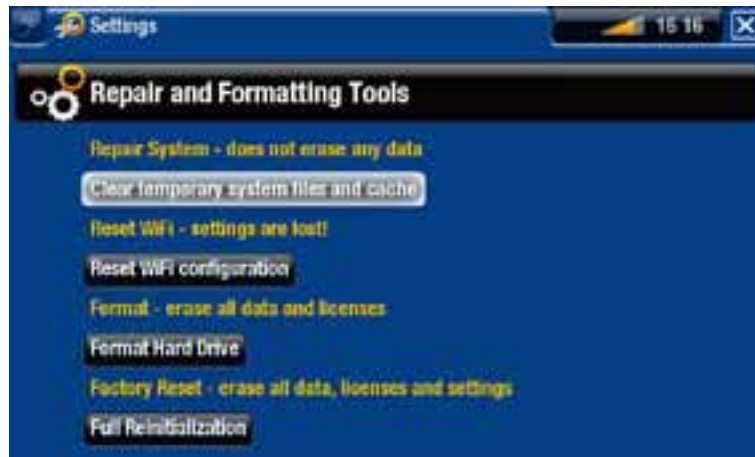 Settings
16 16
Repair and Formatting Tools
Repair System - does not erase any data
Clear temporary system files and cache
Reset WiFi - settings are lost!
Reset WiFi configuration
Format - erase all data and licenses
Format Hard Drive
Factory Reset - erase all data, licenses and settings
Full Reinitialization